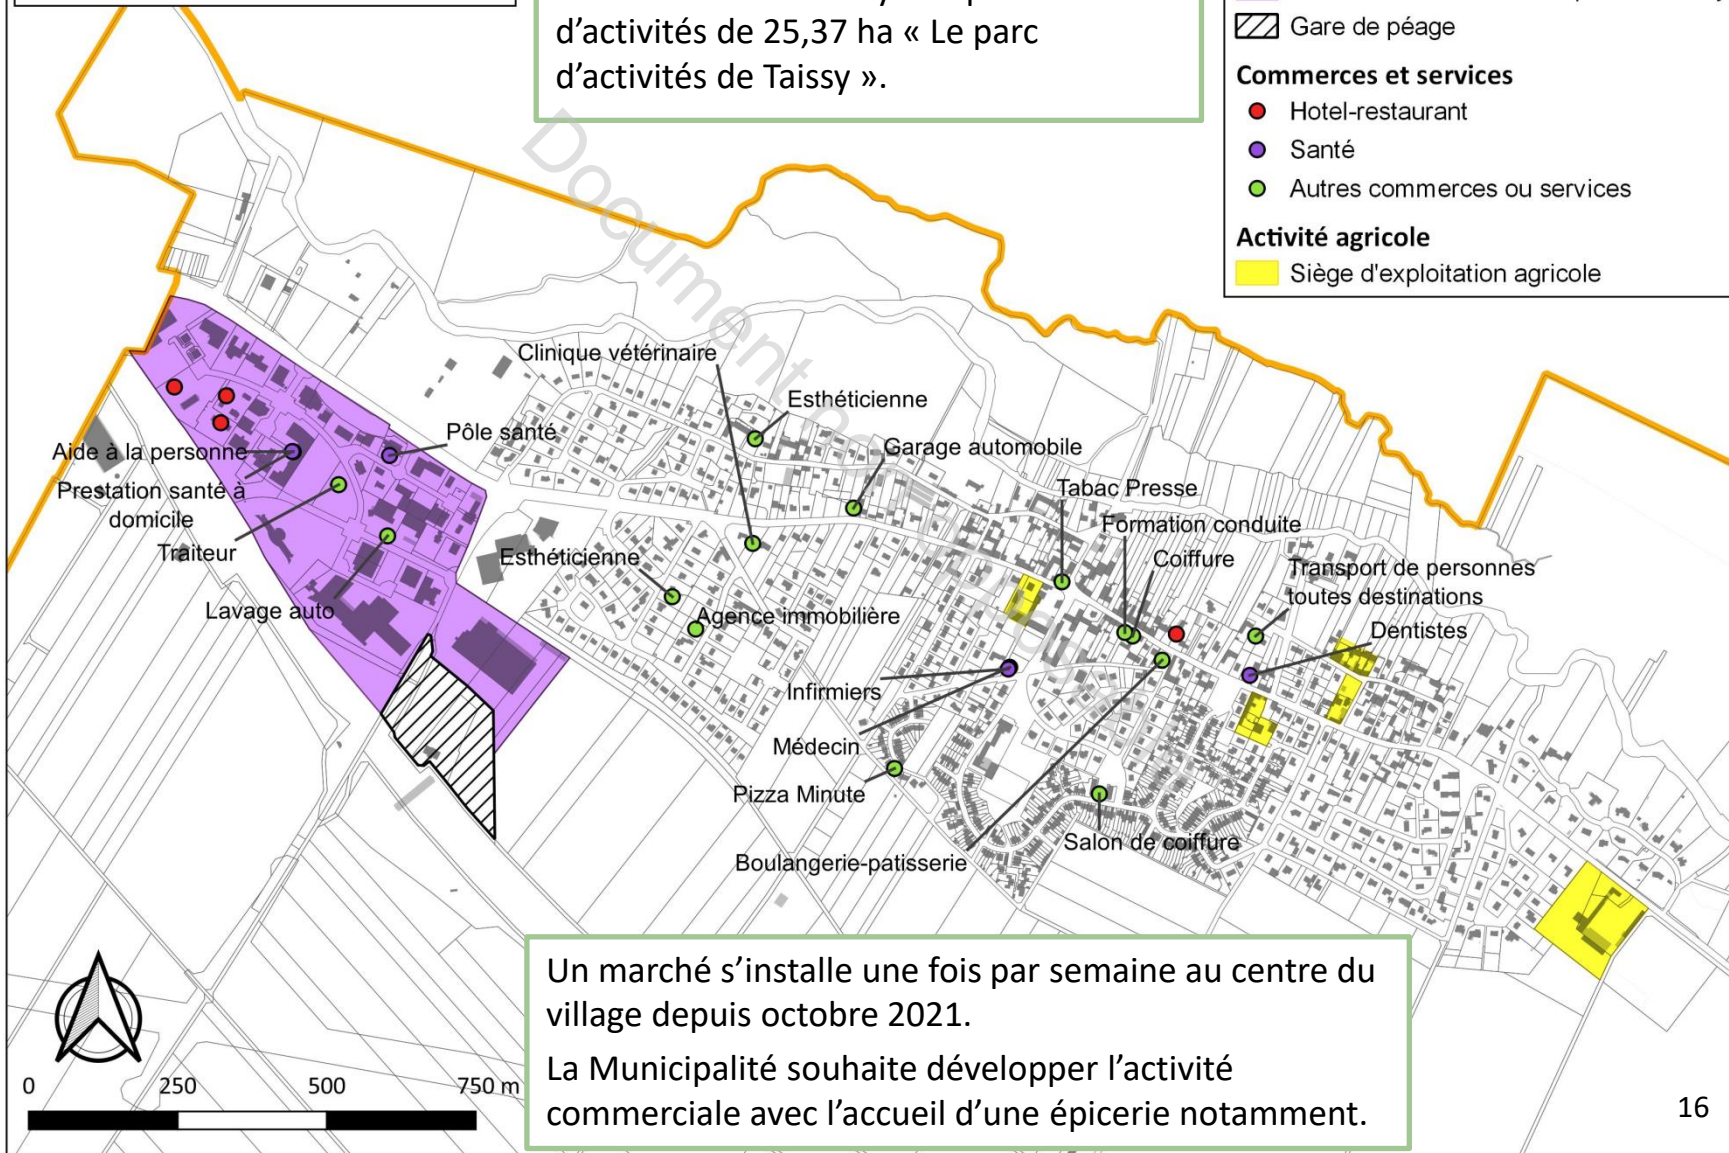 d'activités de 25,37 ha « Le parc
d'activités de Taissy ».
Gare de péage
Commerces et services
Hotel-restaurant
Santé
Autres commerces ou services
Activité agricole
Siège d'exploitation agricole
Clinique vétérinaire
Esthéticienne
Pôle santé
Garage automobile
Aide à la personne
Prestation santé à
domicile
Traiteur
Lavage auto
Tabac Presse
Formation conduite
Coiffure
Esthéticienne
Transport de personnes
toutes destinations
Agence immobilière
Dentistes
Infirmiers
Médecin
Pizza Minute
Salon de coiffure
Boulangerie-patisserie
Document
Un marché s'installe une fois par semaine au centre du
village depuis octobre 2021.
La Municipalité souhaite développer l'activité
commerciale avec l'accueil d'une épicerie notamment.
0 250 500 750 m
16